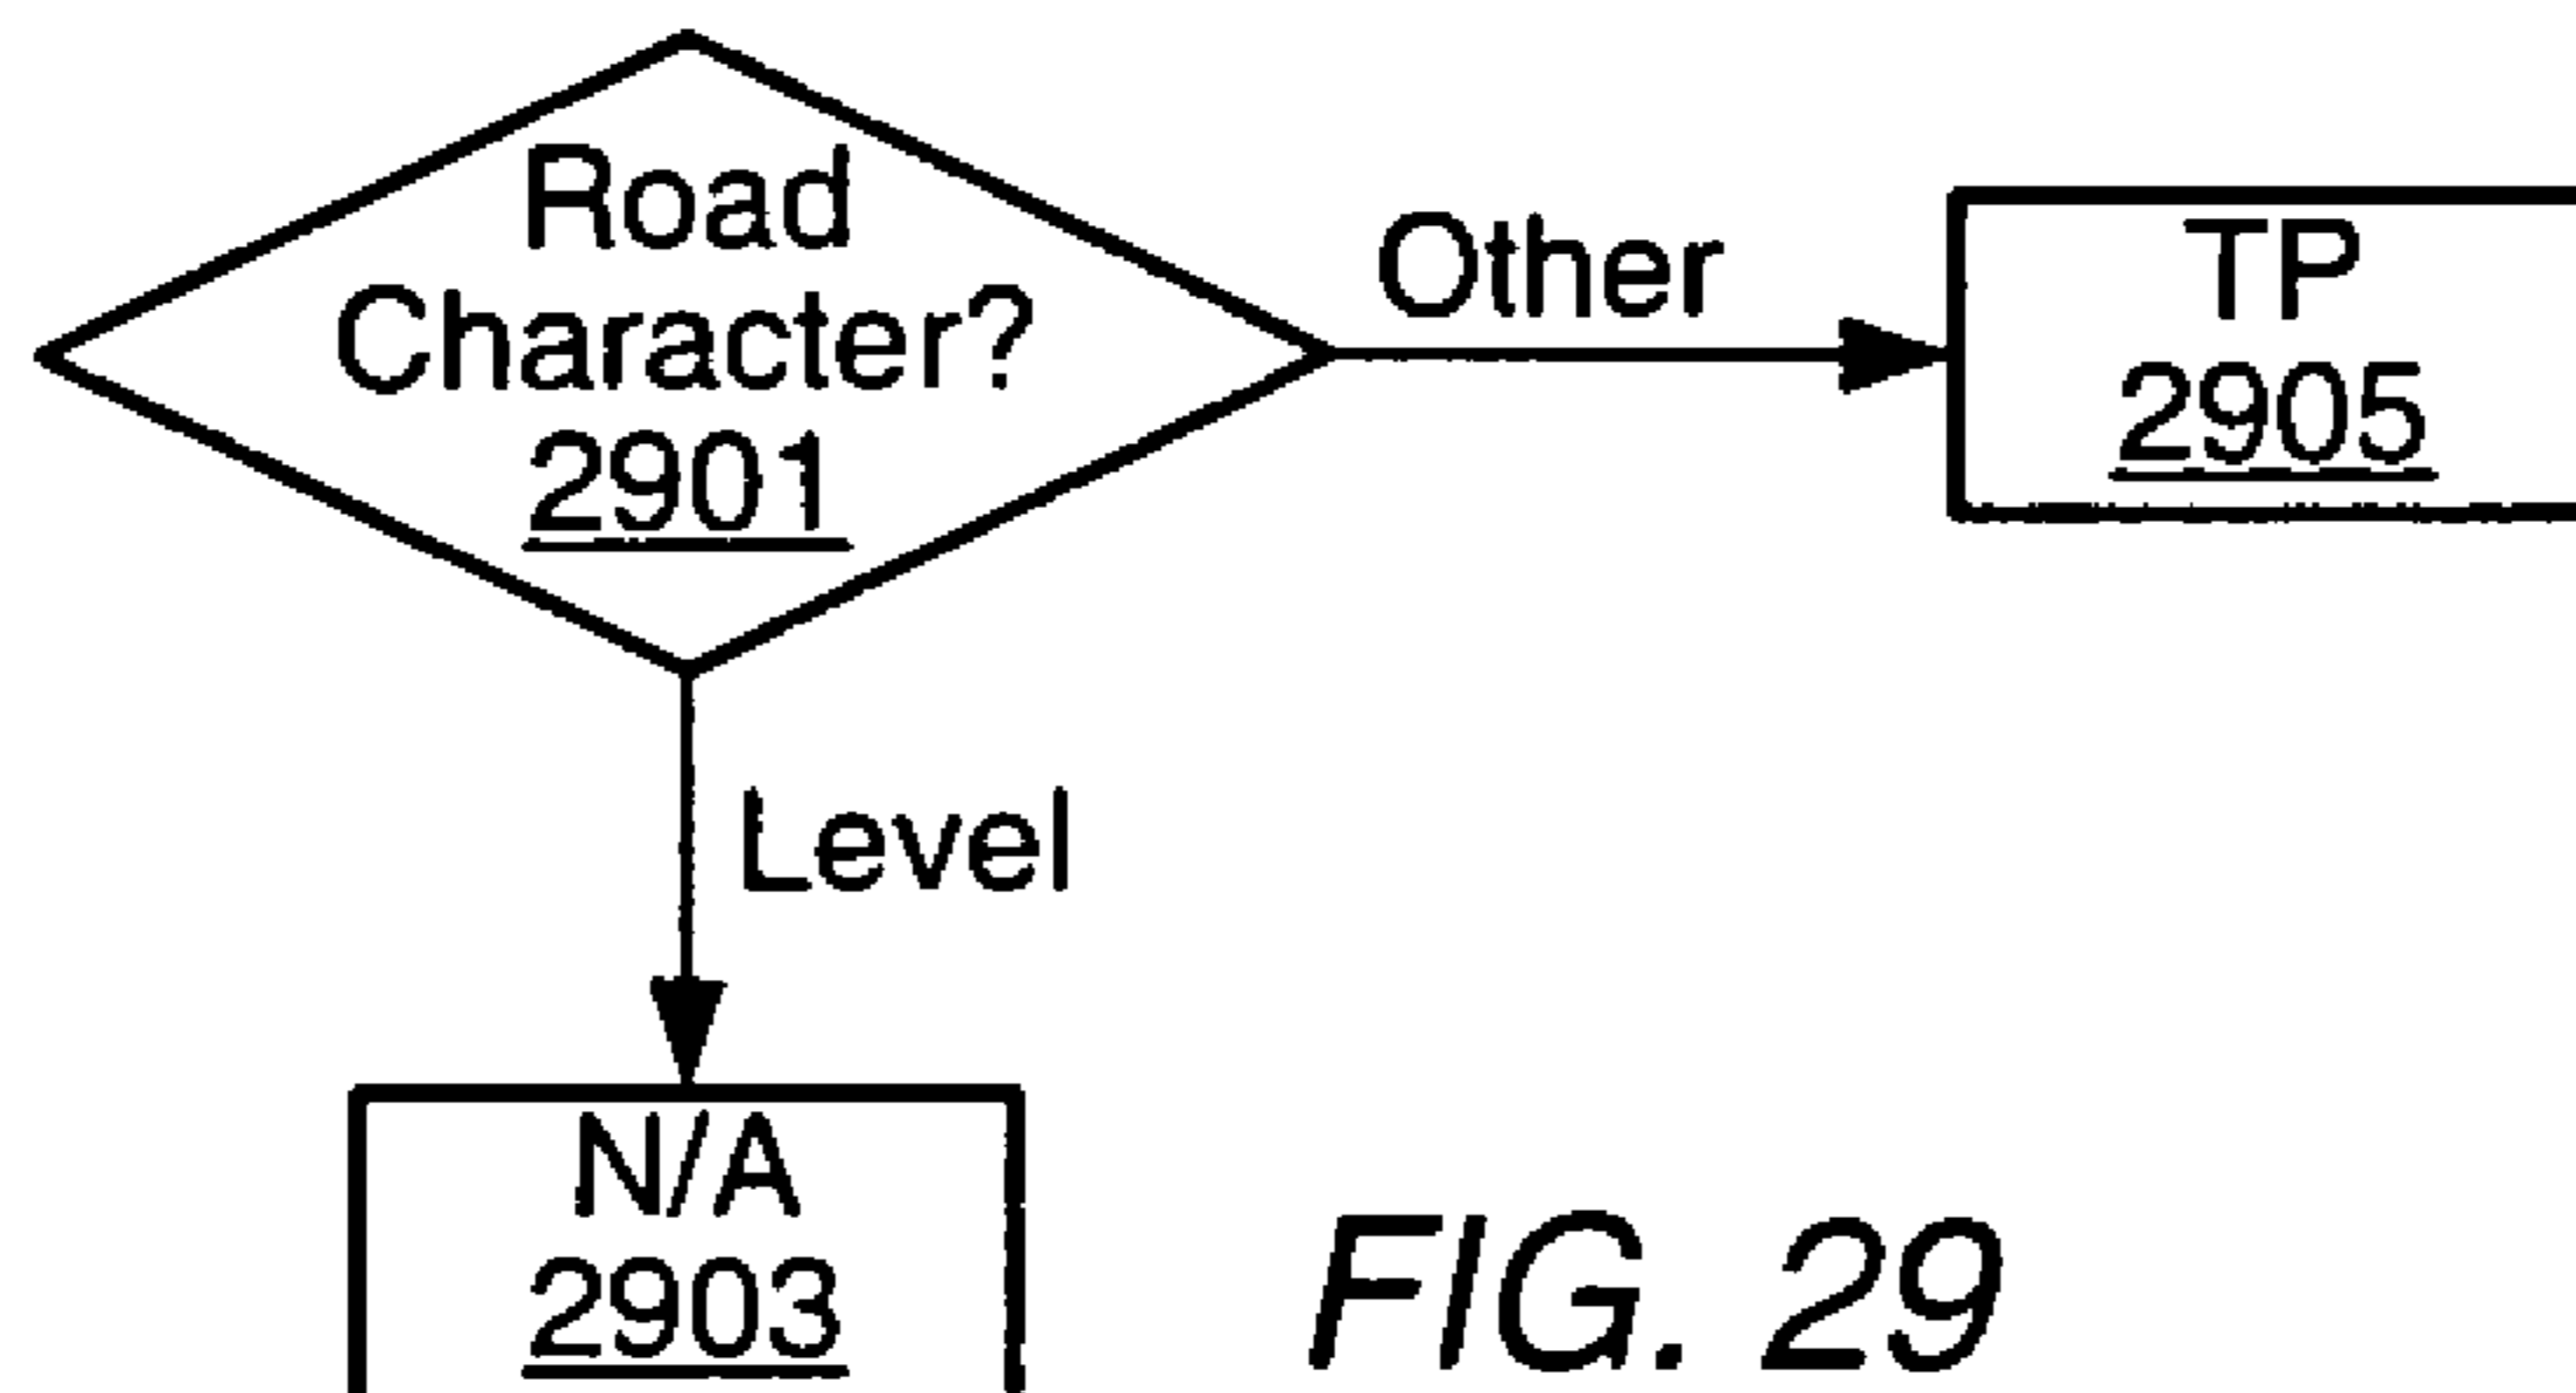 Road
Character?
2901
Other
TP
2905
Level
N/A
2903
FIG. 29